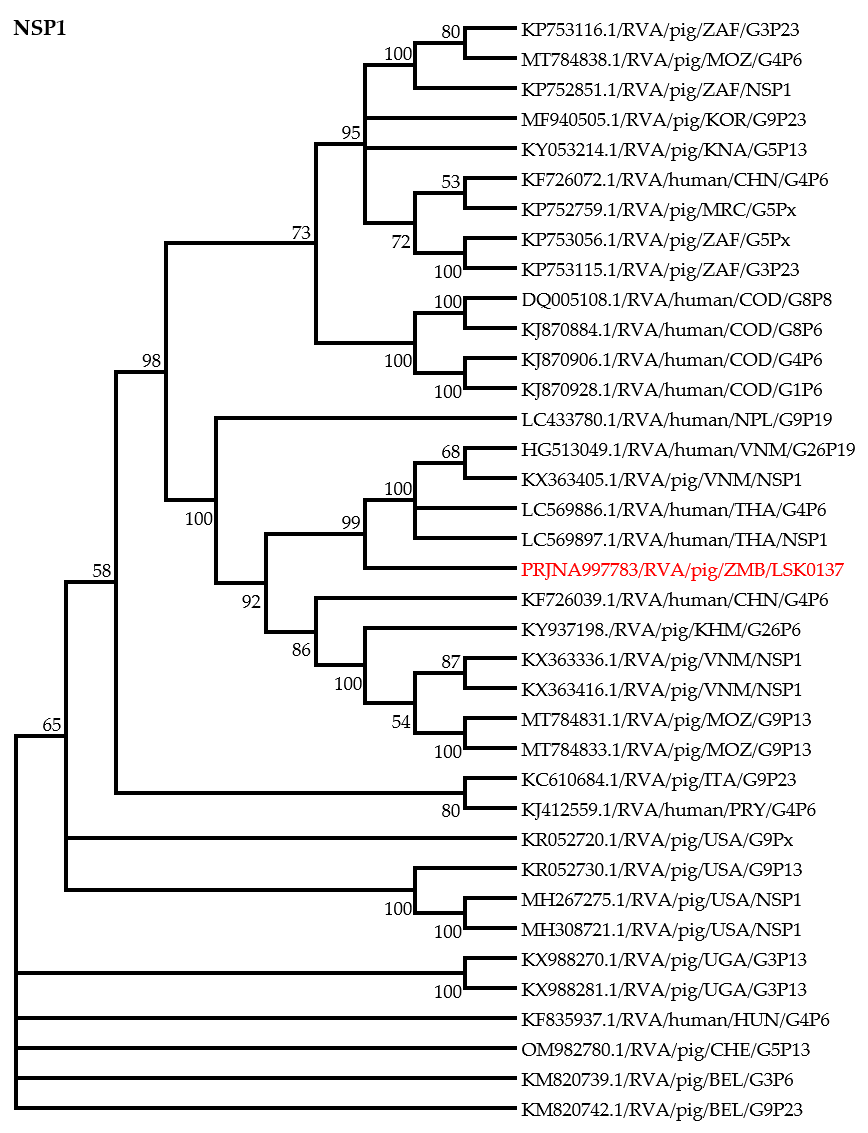 NSP1
80
KP753116.1/RVA/pig/ZAF/G3P23
100
MT784838.1/RVA/pig/MOZ/G4P6
KP752851.1/RVA/pig/ZAF/NSP1
95
MF940505.1/RVA/pig/KOR/G9P23
KY053214.1/RVA/pig/KNA/G5P13
53
KF726072.1/RVA/human/CHN/G4P6
KP752759.1/RVA/pig/MRC/G5Px
73
72
KP753056.1/RVA/pig/ZAF/G5Px
100
KP753115.1/RVA/pig/ZAF/G3P23
100
DQ005108.1/RVA/human/COD/G8P8
KJ870884.1/RVA/human/COD/G8P6
98
100
KJ870906.1/RVA/human/COD/G4P6
100
KJ870928.1/RVA/human/COD/G1P6
LC433780.1/RVA/human/NPL/G9P19
68
HG513049.1/RVA/human/VNM/G26P19
KX363405.1/RVA/pig/VNM/NSP1
100
100
LC569886.1/RVA/human/THA/G4P6
99
LC569897.1/RVA/human/THA/NSP1
58
PRJNA997783/RVA/pig/ZMB/LSK0137
92
KF726039.1/RVA/human/CHN/G4P6
KY937198./RVA/pig/KHM/G26P6
86
87
KX363336.1/RVA/pig/VNM/NSP1
100
KX363416.1/RVA/pig/VNM/NSP1
65
54
MT784831.1/RVA/pig/MOZ/G9P13
100
MT784833.1/RVA/pig/MOZ/G9P13
KC610684.1/RVA/pig/ITA/G9P23
80
KJ412559.1/RVA/human/PRY/G4P6
KR052720.1/RVA/pig/USA/G9Px
KR052730.1/RVA/pig/USA/G9P13
100
MH267275.1/RVA/pig/USA/NSP1
100
MH308721.1/RVA/pig/USA/NSP1
KX988270.1/RVA/pig/UGA/G3P13
100
KX988281.1/RVA/pig/UGA/G3P13
KF835937.1/RVA/human/HUN/G4P6
OM982780.1/RVA/pig/CHE/G5P13
KM820739.1/RVA/pig/BEL/G3P6
KM820742.1/RVA/pig/BEL/G9P23